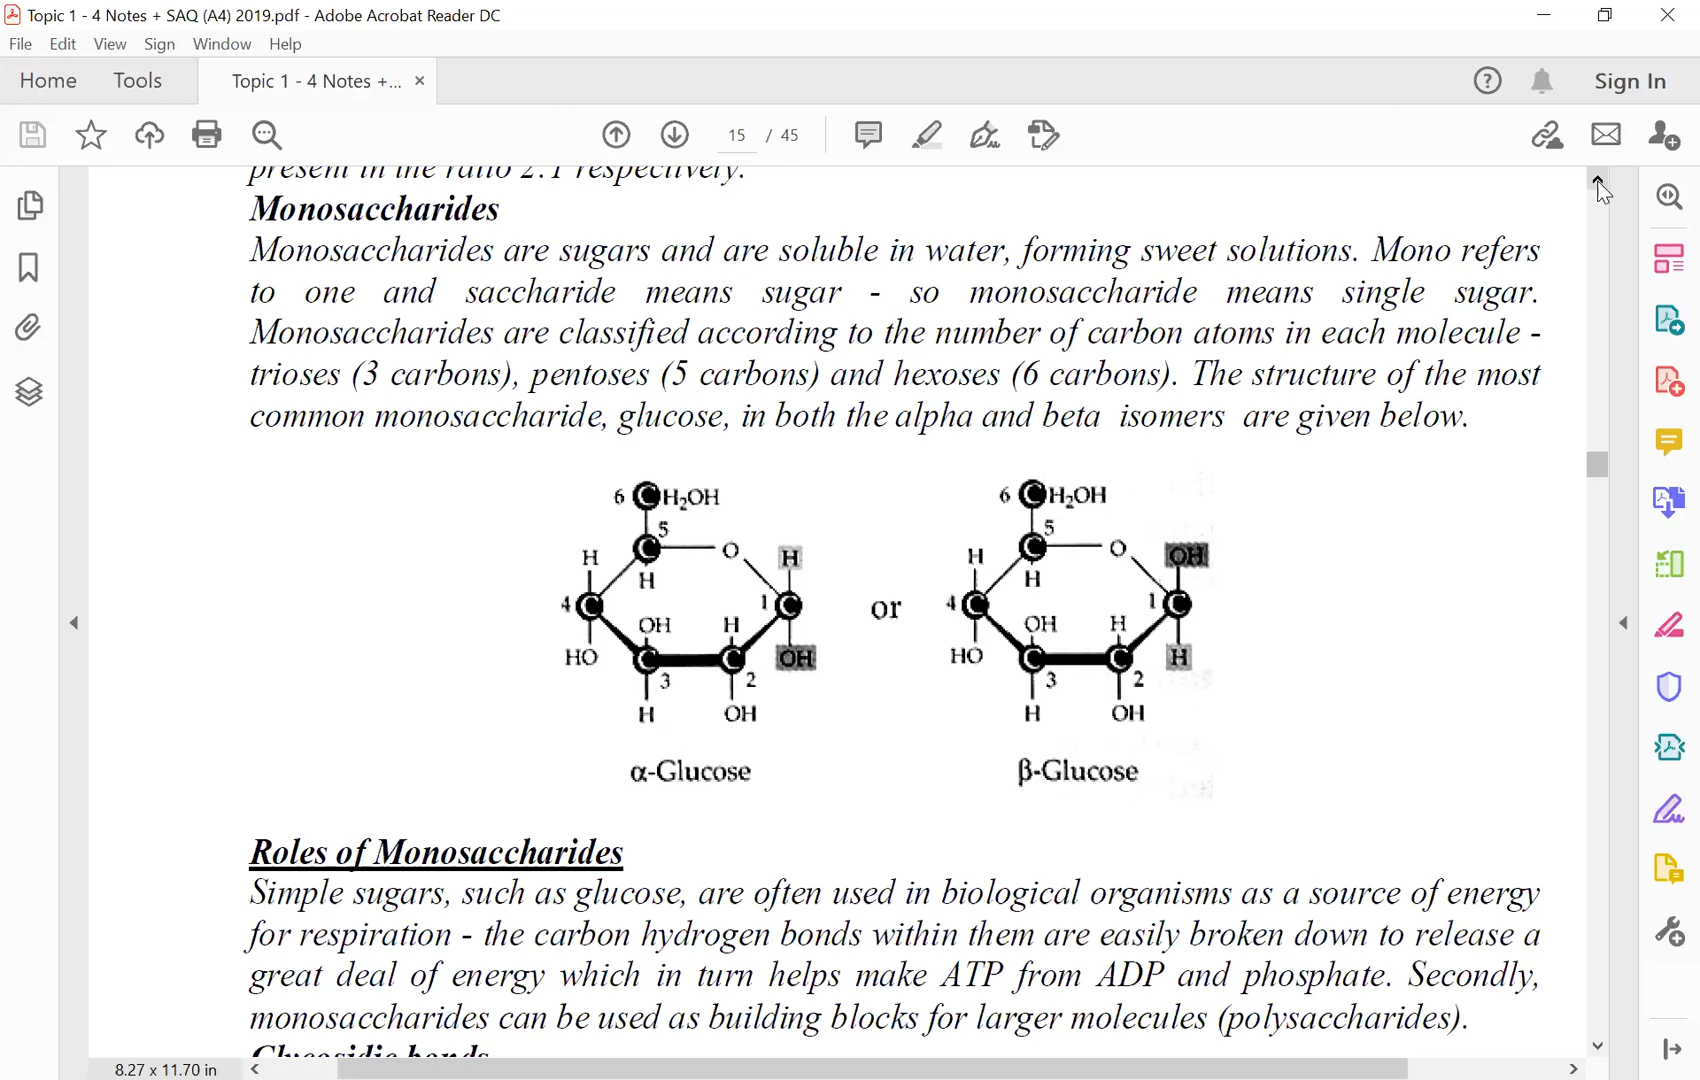 Topic 1 - 4 Notes + SAQ (A4) 2019.pdf - Adobe Acrobat Reader DC
File Edit View Sign Window Help
Home Tools Topic 1 - 4 Notes +... × Sign In
15 / 45
present in the ratio 2:1 respectively.
Monosaccharides
Monosaccharides are sugars and are soluble in water, forming sweet solutions. Mono refers
to one and saccharide means sugar - so monosaccharide means single sugar.
Monosaccharides are classified according to the number of carbon atoms in each molecule -
trioses (3 carbons), pentoses (5 carbons) and hexoses (6 carbons). The structure of the most
common monosaccharide, glucose, in both the alpha and beta isomers are given below.
6 CH₂OH 6 CH₂OH
5 5
H C O H H C O OH
H H
4 C 1 C or 4 C 1 C
OH H OH H
HO C C OH HO C C H
3 2 3 2
H OH H OH
α-Glucose β-Glucose
Roles of Monosaccharides
Simple sugars, such as glucose, are often used in biological organisms as a source of energy
for respiration - the carbon hydrogen bonds within them are easily broken down to release a
great deal of energy which in turn helps make ATP from ADP and phosphate. Secondly,
monosaccharides can be used as building blocks for larger molecules (polysaccharides).
Glycosidic bonds
8.27 x 11.70 in